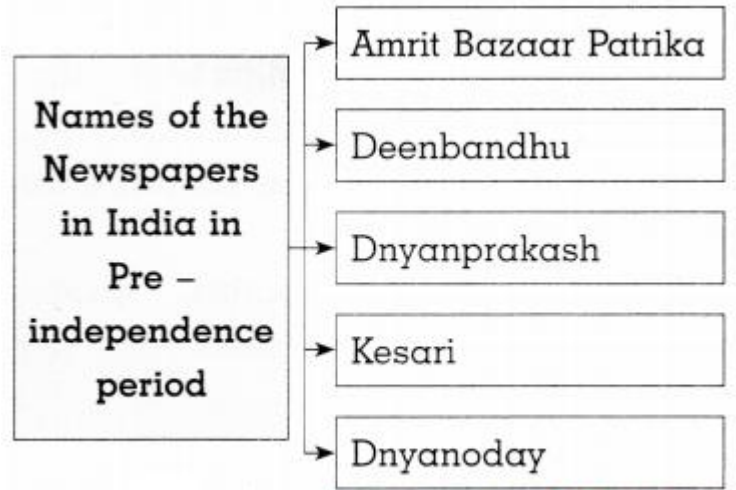 Names of the
Newspapers
in India in
Pre –
independence
period
Amrit Bazaar Patrika
Deenbandhu
Dnyanprakash
Kesari
Dnyanoday